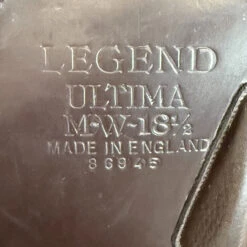 LEGEND
ULTIMA
M-W-18½
MADE IN ENGLAND
86945